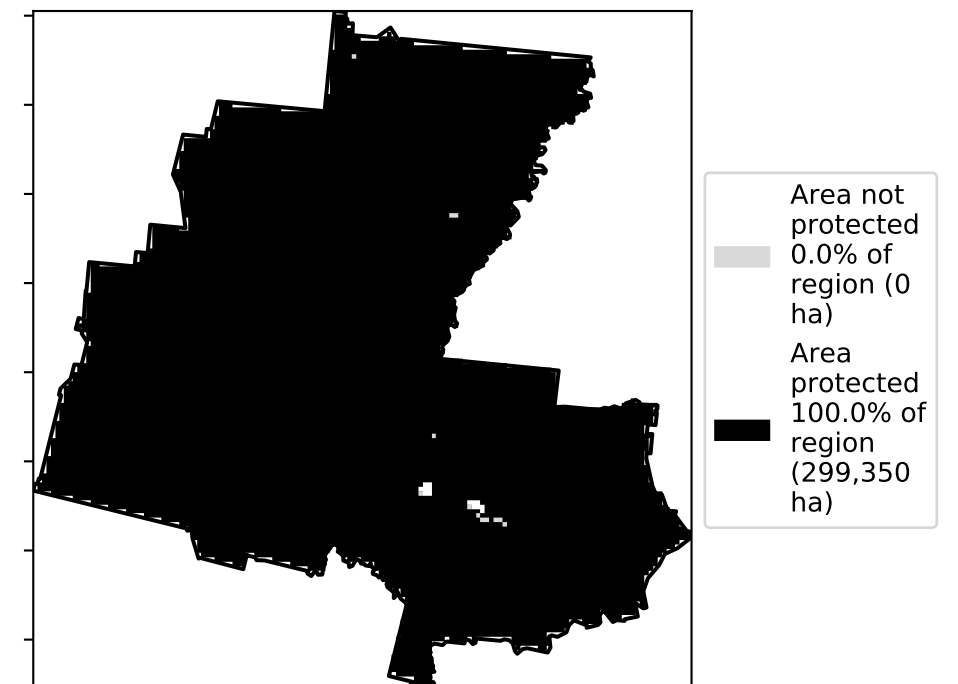 Area not
protected
0.0% of
region (0
ha)
Area
protected
100.0% of
region
(299,350
ha)